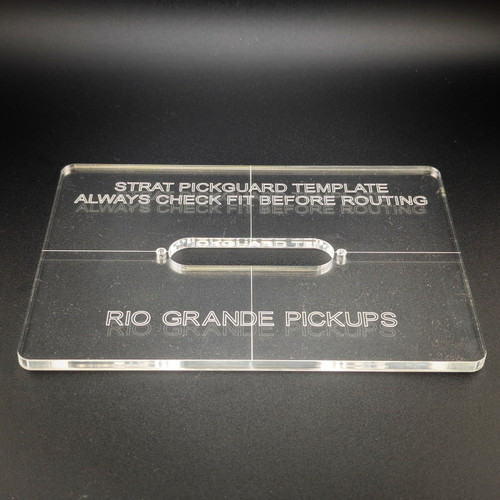 STRAT PICKGUARD TEMPLATE
ALWAYS CHECK FIT BEFORE ROUTING
RIO GRANDE PICKUPS